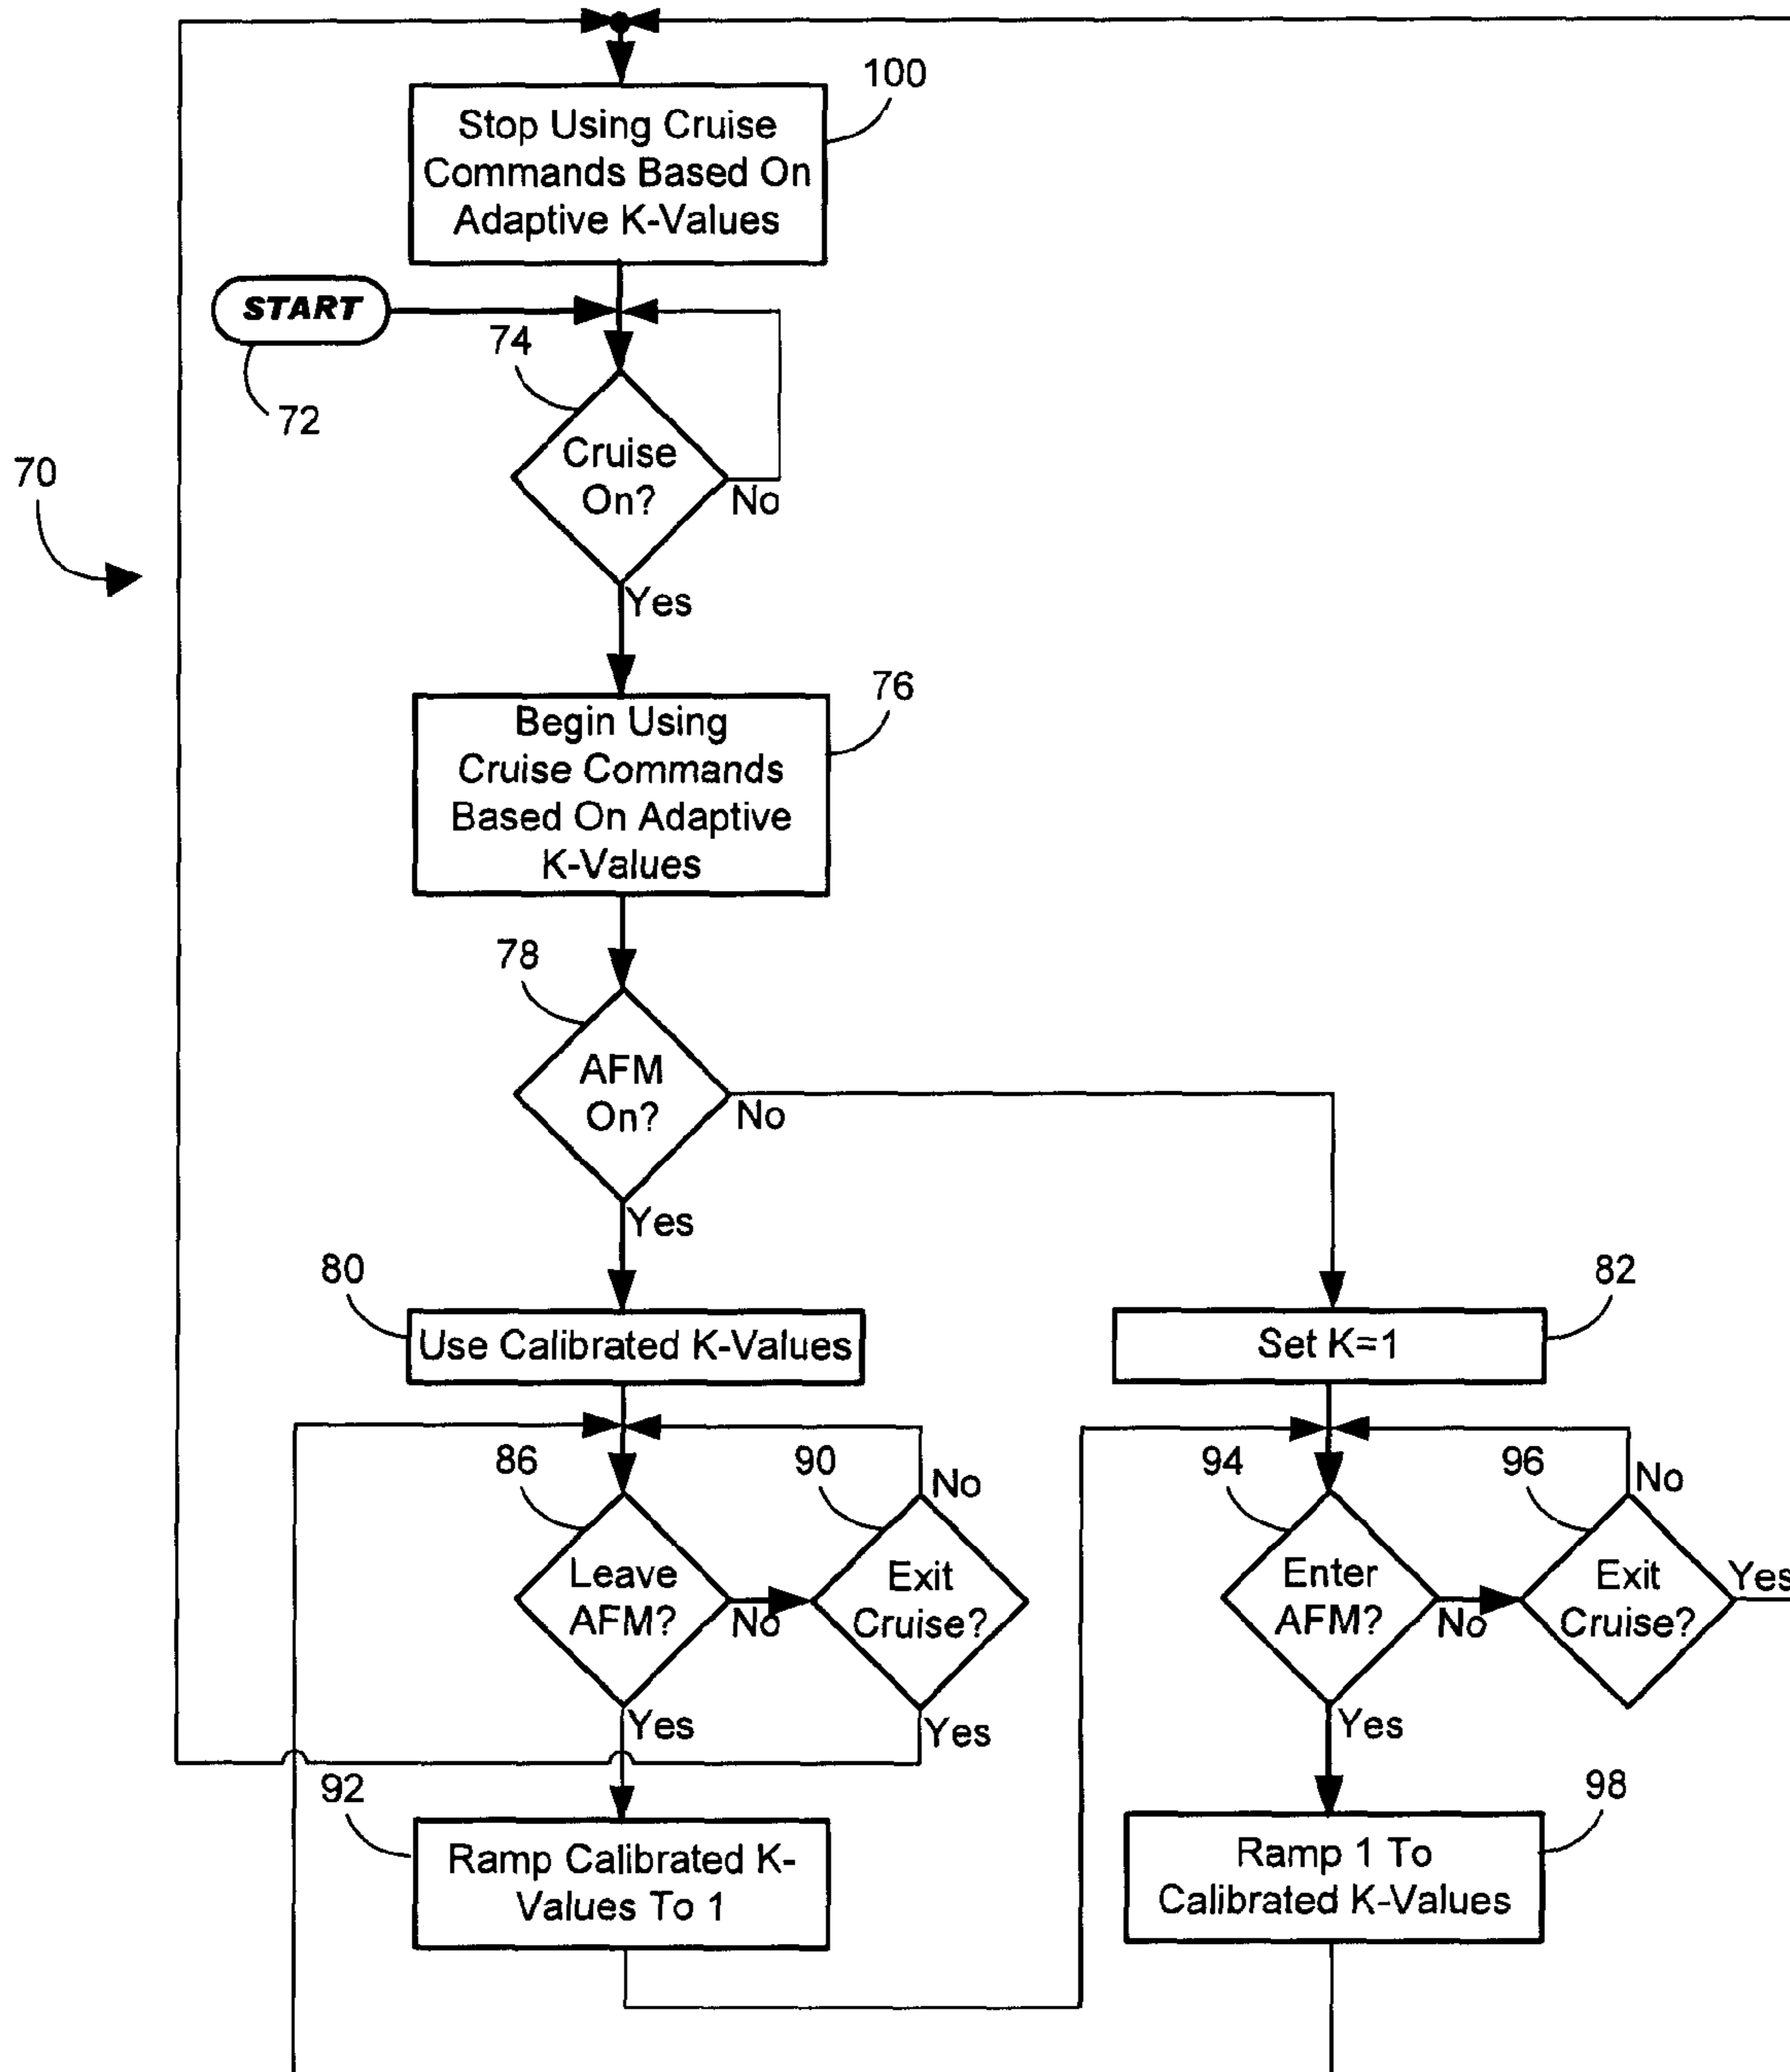 100
Stop Using Cruise
Commands Based On
Adaptive K-Values
START
72
74
Cruise
On?
No
Yes
70
76
Begin Using
Cruise Commands
Based On Adaptive
K-Values
78
AFM
On?
No
Yes
80
Use Calibrated K-Values
82
Set K=1
86
Leave
AFM?
No
Yes
90
Exit
Cruise?
No
Yes
94
Enter
AFM?
No
Yes
96
Exit
Cruise?
No
Yes
92
Ramp Calibrated K-
Values To 1
98
Ramp 1 To
Calibrated K-Values